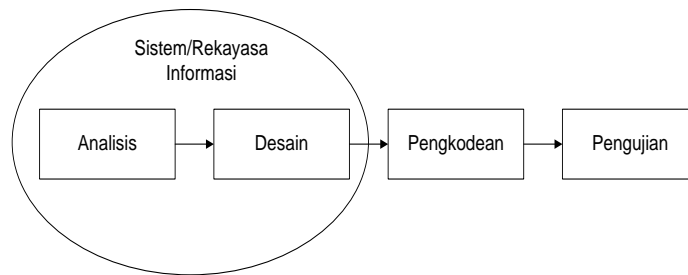 Sistem/Rekayasa
Informasi
Analisis
Desain
Pengkodean
Pengujian